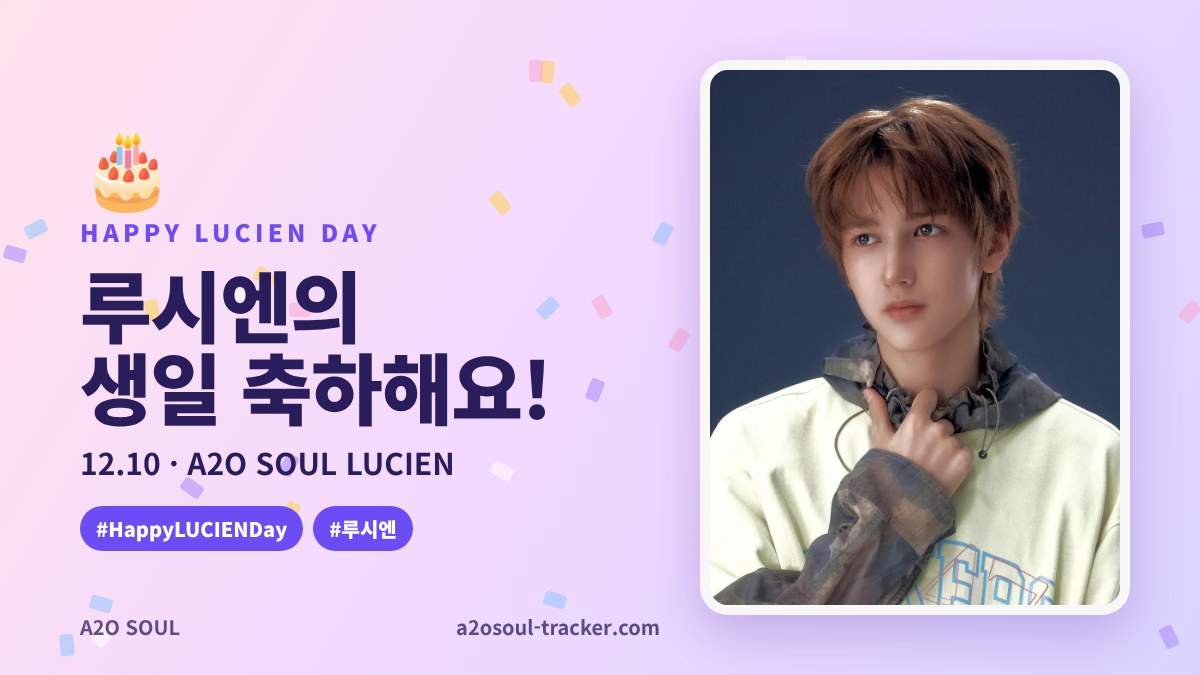 HAPPY LUCIEN DAY
루시엔의
생일 축하해요!
12.10 · A2O SOUL LUCIEN
#HappyLUCIENDay #루시엔
A2O SOUL
a2osoul-tracker.com